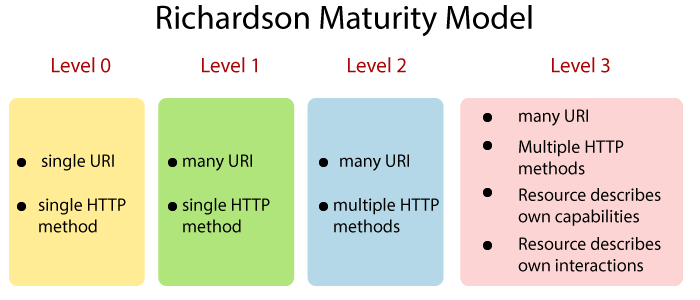 Richardson Maturity Model
Level 0
Level 1
Level 2
Level 3
● single URI
● single HTTP
method
● many URI
● single HTTP
method
● many URI
● multiple HTTP
methods
● many URI
● Multiple HTTP
methods
● Resource describes
own capabilities
● Resource describes
own interactions